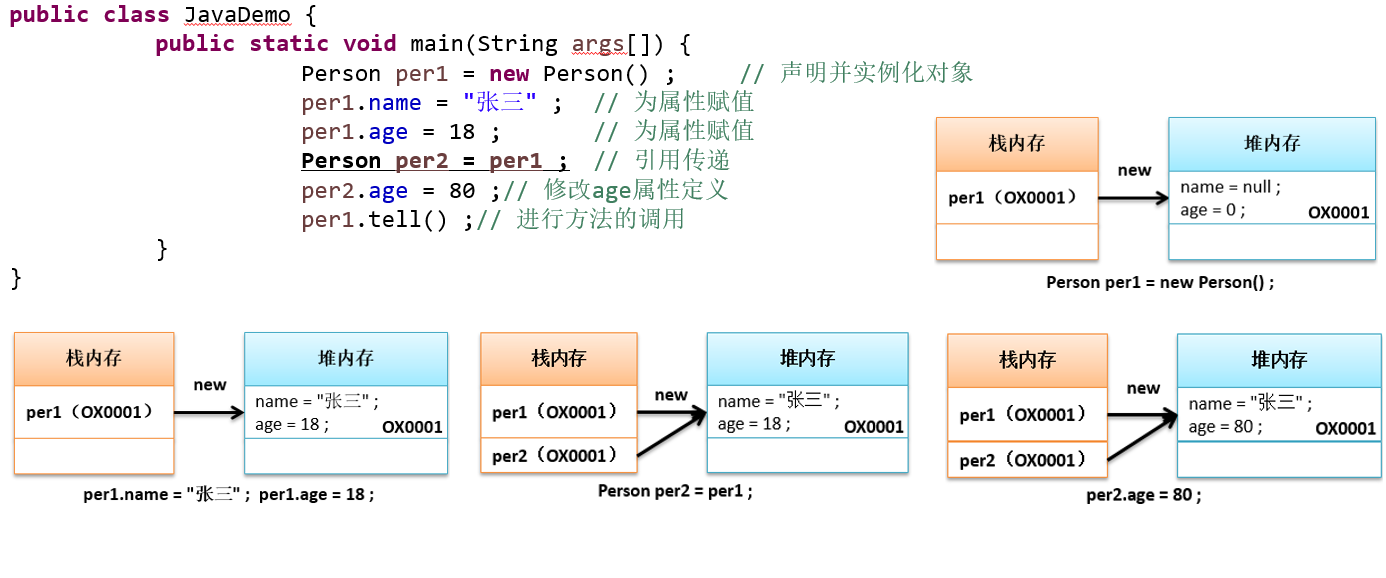 public class JavaDemo {
public static void main(String args[]) {
Person per1 = new Person() ; // 声明并实例化对象
per1.name = "张三" ; // 为属性赋值
per1.age = 18 ; // 为属性赋值
Person per2 = per1 ; // 引用传递
per2.age = 80 ;// 修改age属性定义
per1.tell() ;// 进行方法的调用
}
}
栈内存
堆内存
new
per1（OX0001）
name = null ;
age = 0 ;
OX0001
Person per1 = new Person() ;
栈内存
堆内存
new
per1（OX0001）
name = "张三" ;
age = 18 ;
OX0001
per1.name = "张三" ; per1.age = 18 ;
栈内存
堆内存
new
per1（OX0001）
per2（OX0001）
name = "张三" ;
age = 18 ;
OX0001
Person per2 = per1 ;
栈内存
堆内存
new
per1（OX0001）
per2（OX0001）
name = "张三" ;
age = 80 ;
OX0001
per2.age = 80 ;